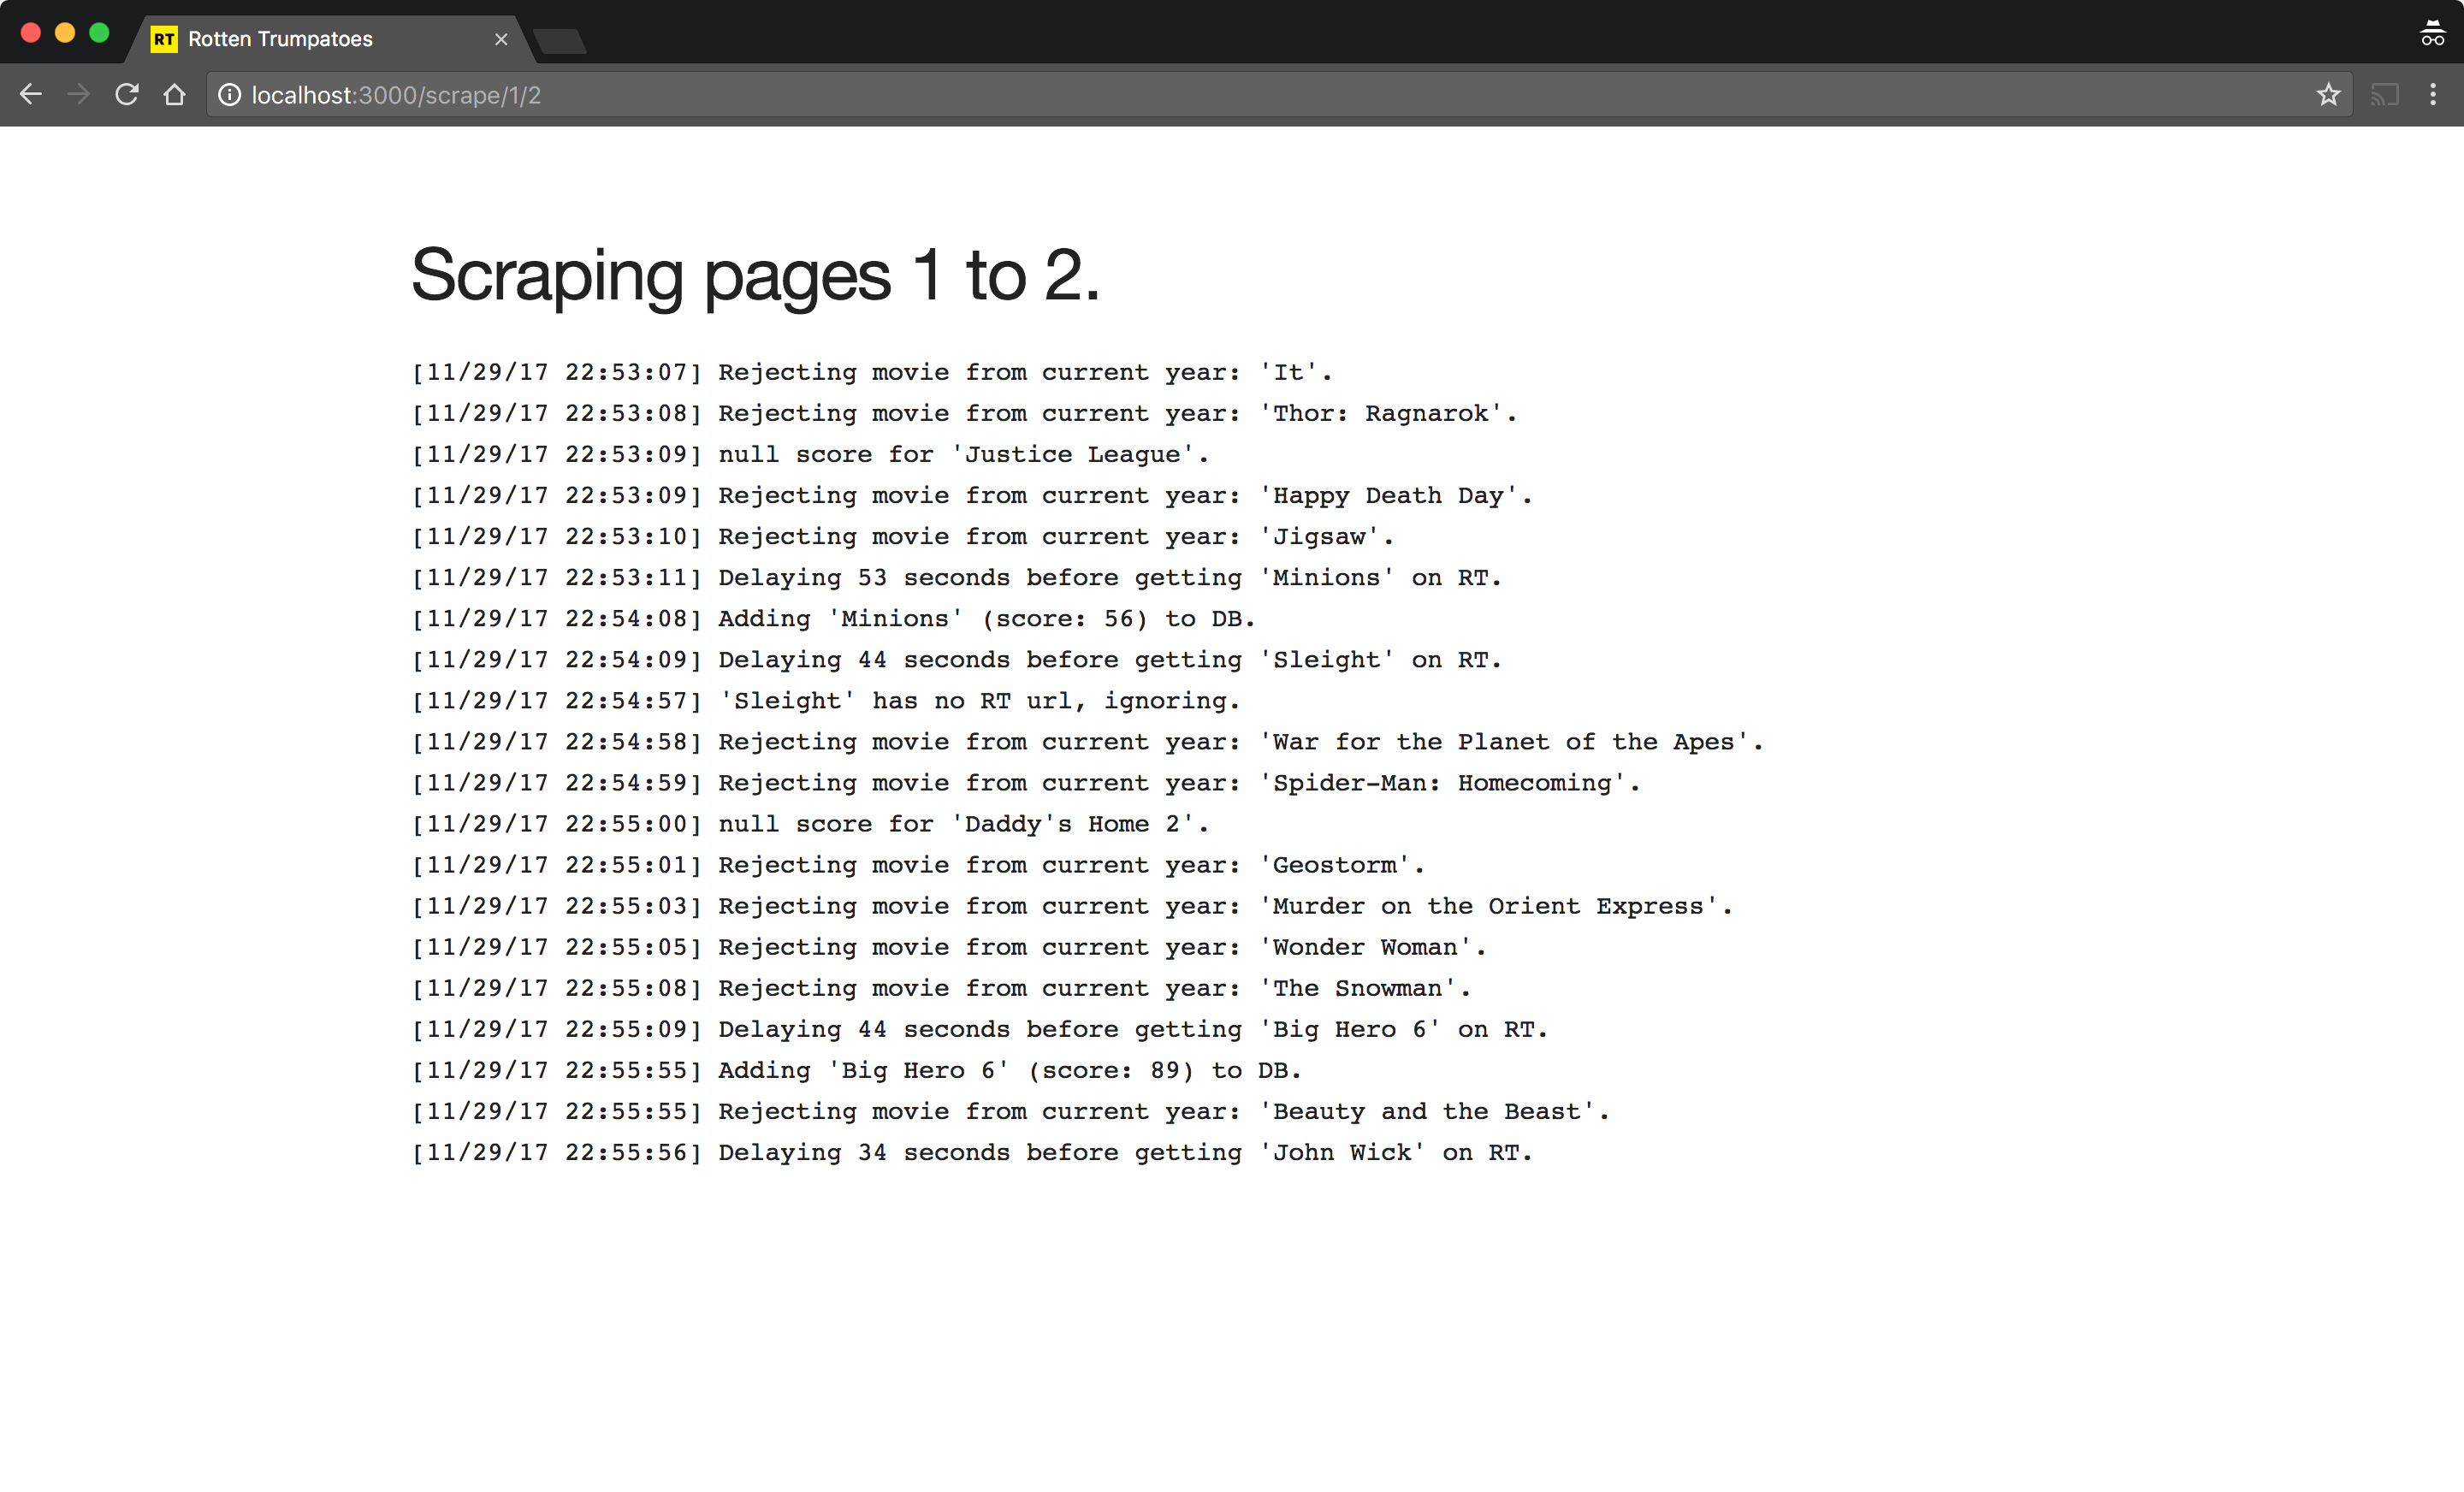 RT Rotten Trumpatoes
localhost:3000/scrape/1/2
Scraping pages 1 to 2.
[11/29/17 22:53:07] Rejecting movie from current year: 'It'.
[11/29/17 22:53:08] Rejecting movie from current year: 'Thor: Ragnarok'.
[11/29/17 22:53:09] null score for 'Justice League'.
[11/29/17 22:53:09] Rejecting movie from current year: 'Happy Death Day'.
[11/29/17 22:53:10] Rejecting movie from current year: 'Jigsaw'.
[11/29/17 22:53:11] Delaying 53 seconds before getting 'Minions' on RT.
[11/29/17 22:54:08] Adding 'Minions' (score: 56) to DB.
[11/29/17 22:54:09] Delaying 44 seconds before getting 'Sleight' on RT.
[11/29/17 22:54:57] 'Sleight' has no RT url, ignoring.
[11/29/17 22:54:58] Rejecting movie from current year: 'War for the Planet of the Apes'.
[11/29/17 22:54:59] Rejecting movie from current year: 'Spider-Man: Homecoming'.
[11/29/17 22:55:00] null score for 'Daddy's Home 2'.
[11/29/17 22:55:01] Rejecting movie from current year: 'Geostorm'.
[11/29/17 22:55:03] Rejecting movie from current year: 'Murder on the Orient Express'.
[11/29/17 22:55:05] Rejecting movie from current year: 'Wonder Woman'.
[11/29/17 22:55:08] Rejecting movie from current year: 'The Snowman'.
[11/29/17 22:55:09] Delaying 44 seconds before getting 'Big Hero 6' on RT.
[11/29/17 22:55:55] Adding 'Big Hero 6' (score: 89) to DB.
[11/29/17 22:55:55] Rejecting movie from current year: 'Beauty and the Beast'.
[11/29/17 22:55:56] Delaying 34 seconds before getting 'John Wick' on RT.